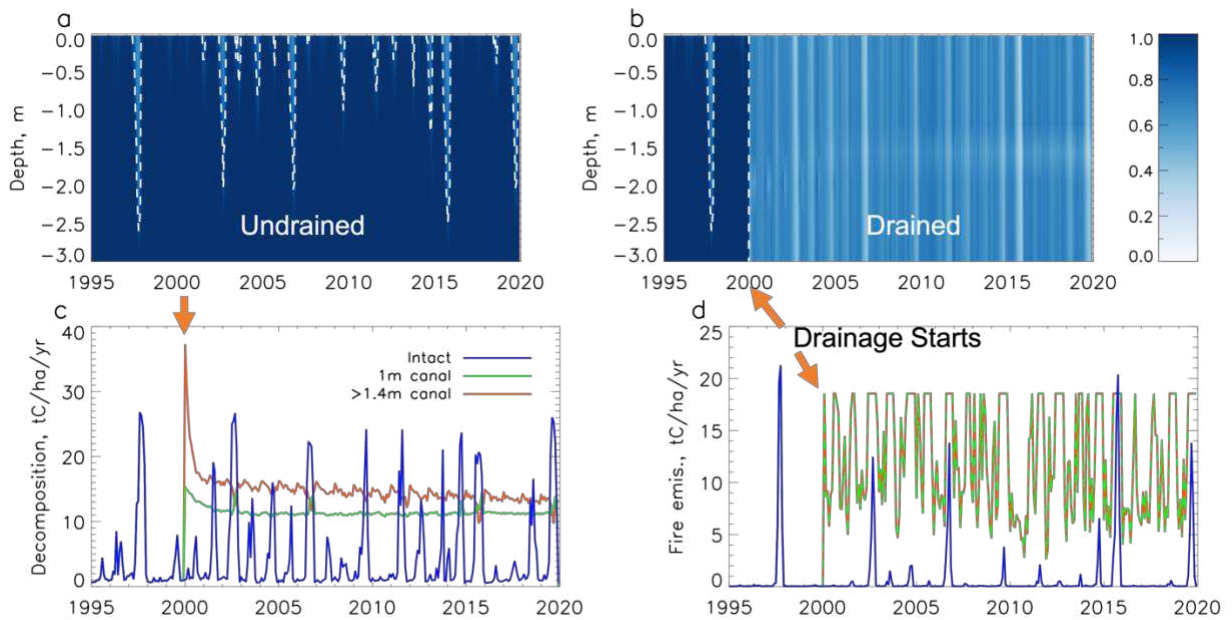 a
0.0
-0.5
-1.0
-1.5
-2.0
-2.5
-3.0
Depth, m
Undrained
1995 2000 2005 2010 2015 2020
b
0.0
-0.5
-1.0
-1.5
-2.0
-2.5
-3.0
Depth, m
Drained
1995 2000 2005 2010 2015 2020
1.0
0.8
0.6
0.4
0.2
0.0
c
40
30
20
10
0
Decomposition, tC/ha/yr
Intact
1m canal
>1.4m canal
1995 2000 2005 2010 2015 2020
d
25
20
15
10
5
0
Fire emis., tC/ha/yr
Drainage Starts
1995 2000 2005 2010 2015 2020